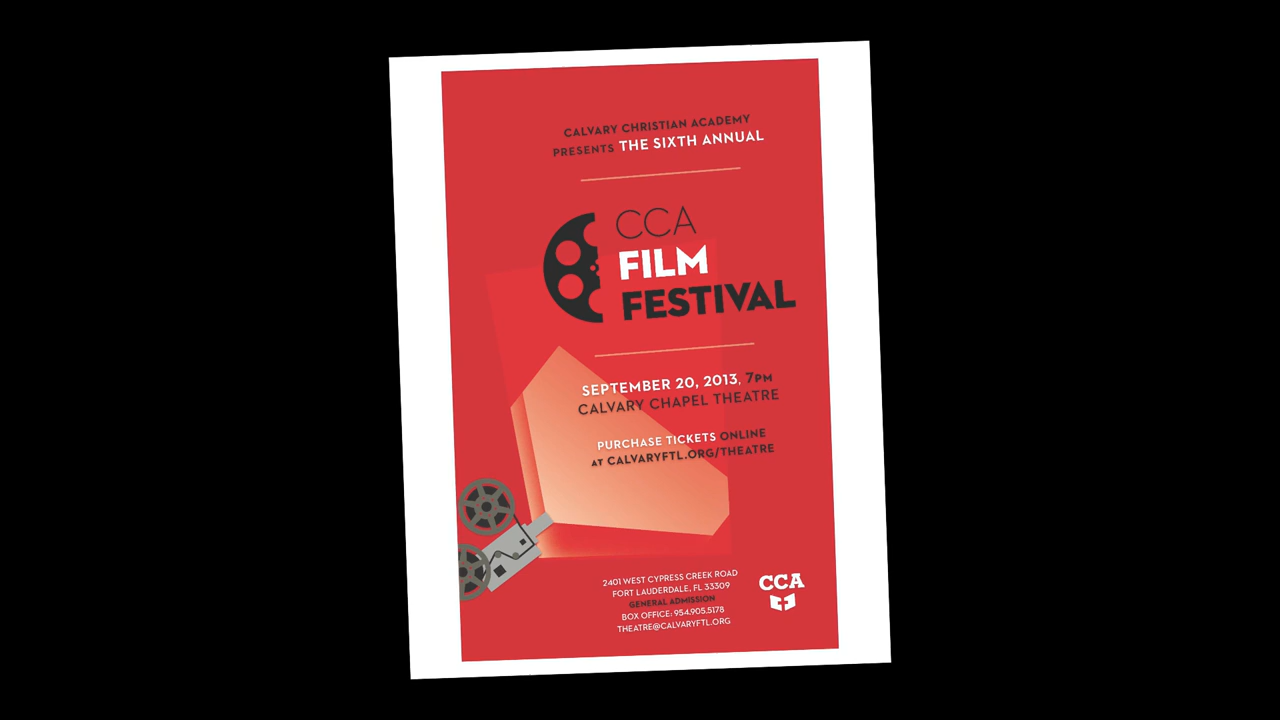 CALVARY CHRISTIAN ACADEMY
PRESENTS THE SIXTH ANNUAL
CCA
FILM
FESTIVAL
SEPTEMBER 20, 2013, 7PM
CALVARY CHAPEL THEATRE
PURCHASE TICKETS ONLINE
AT CALVARYFTL.ORG/THEATRE
2401 WEST CYPRESS CREEK ROAD
FORT LAUDERDALE, FL 33309
GENERAL ADMISSION
BOX OFFICE: 954.905.5178
THEATRE@CALVARYFTL.ORG
CCA